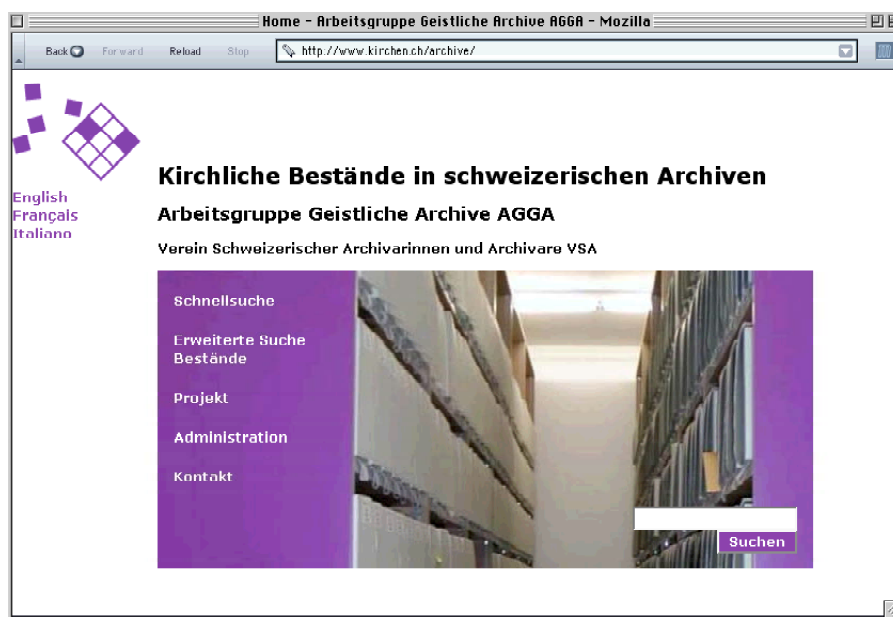 Home - Arbeitsgruppe Geistliche Archive AGGA - Mozilla
Back Forward Reload Stop http://www.kirchen.ch/archive/
English
Français
Italiano
Kirchliche Bestände in schweizerischen Archiven
Arbeitsgruppe Geistliche Archive AGGA
Verein Schweizerischer Archivarinnen und Archivare VSA
Schnellsuche
Erweiterte Suche
Bestände
Projekt
Administration
Kontakt
Suchen